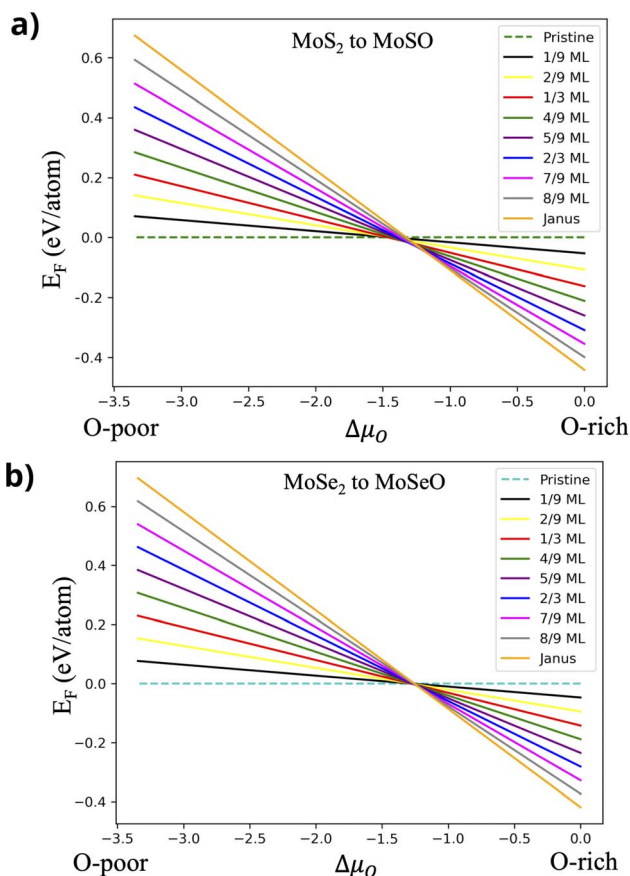 a)
MoS₂ to MoSO
Pristine
1/9 ML
2/9 ML
1/3 ML
4/9 ML
5/9 ML
2/3 ML
7/9 ML
8/9 ML
Janus
E_F (eV/atom)
0.6
0.4
0.2
0.0
-0.2
-0.4
−3.5 −3.0 −2.5 −2.0 −1.5 −1.0 −0.5 0.0
O-poor Δμ_O O-rich
b)
MoSe₂ to MoSeO
Pristine
1/9 ML
2/9 ML
1/3 ML
4/9 ML
5/9 ML
2/3 ML
7/9 ML
8/9 ML
Janus
E_F (eV/atom)
0.6
0.4
0.2
0.0
−0.2
−0.4
−3.5 −3.0 −2.5 −2.0 −1.5 −1.0 −0.5 0.0
O-poor Δμ_O O-rich